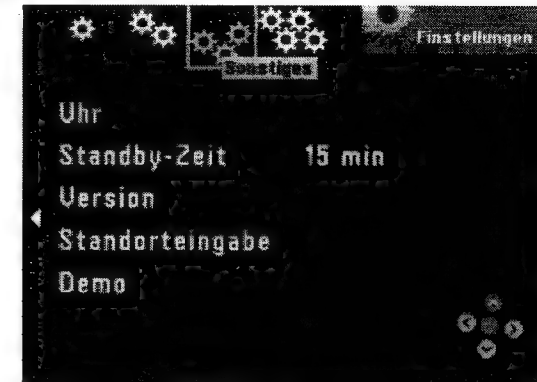 Einstellungen
Sonstiges
Uhr
Standby-Zeit 15 min
Version
Standorteingabe
Demo